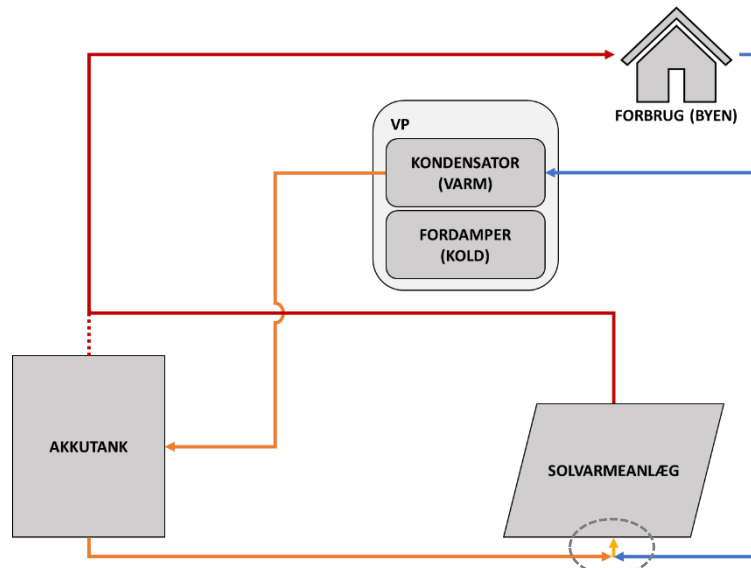 FORBRUG (BYEN)
VP
KONDENSATOR
(VARM)
FORDAMPER
(KOLD)
AKKUTANK
SOLVARMEANLÆG